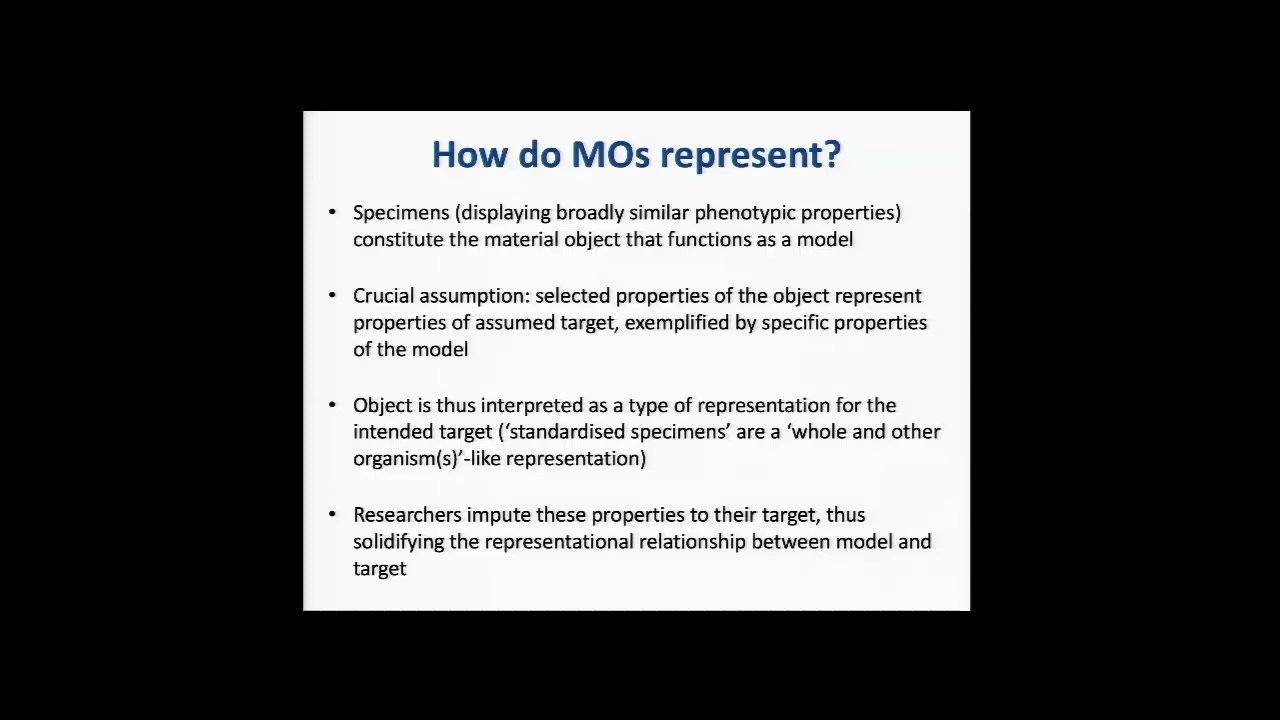 How do MOs represent?
• Specimens (displaying broadly similar phenotypic properties)
constitute the material object that functions as a model
• Crucial assumption: selected properties of the object represent
properties of assumed target, exemplified by specific properties
of the model
• Object is thus interpreted as a type of representation for the
intended target (‘standardised specimens’ are a ‘whole and other
organism(s)’-like representation)
• Researchers impute these properties to their target, thus
solidifying the representational relationship between model and
target